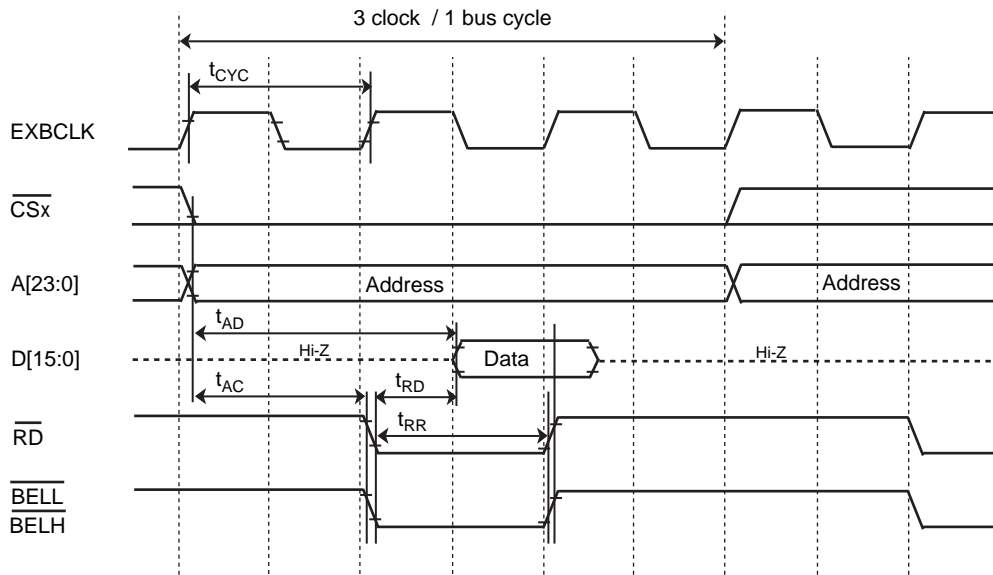 3 clock / 1 bus cycle
tCYC
EXBCLK
CSx
A[23:0]
Address
Address
tAD
D[15:0]
Hi-Z
Data
Hi-Z
tAC
tRD
tRR
RD
BELL
BELH